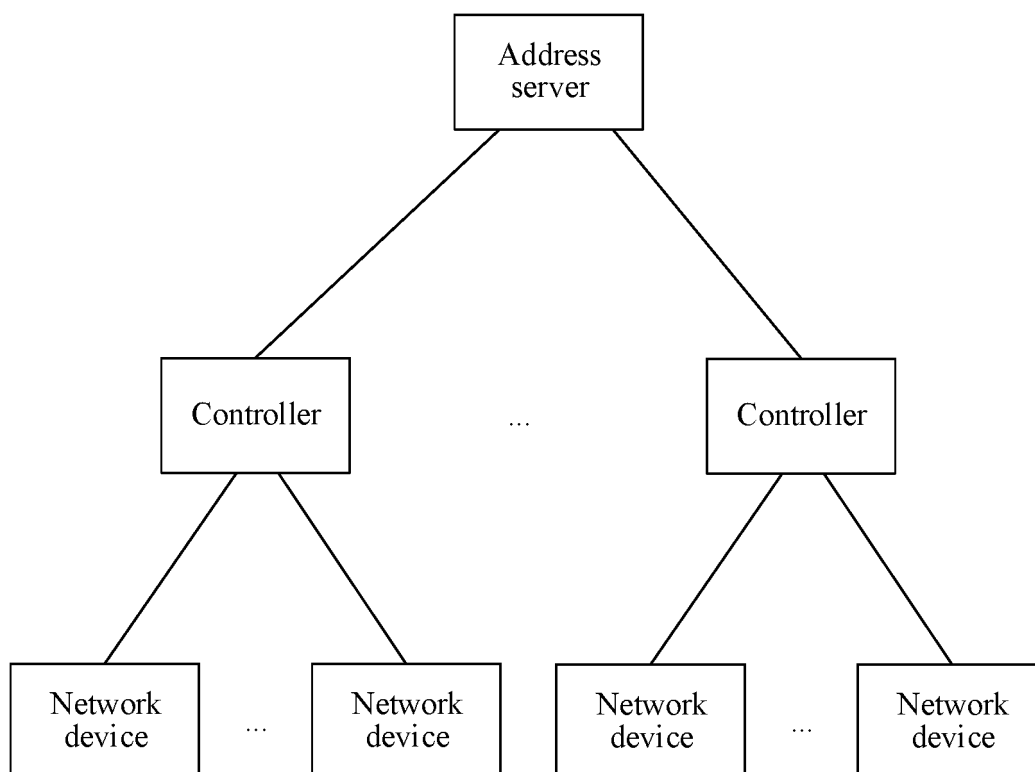 Address
server
Controller
...
Controller
Network
device
...
Network
device
Network
device
...
Network
device